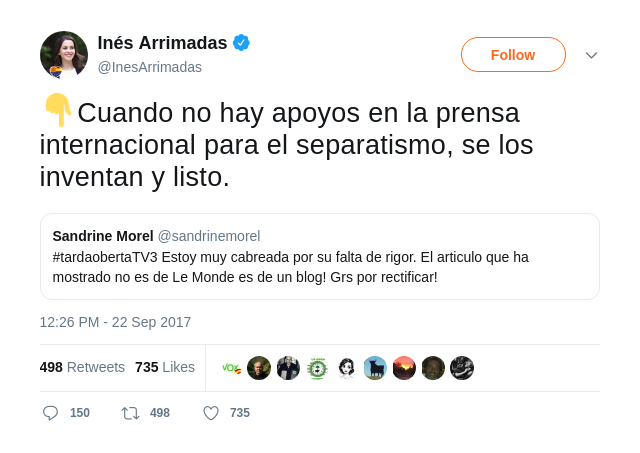 Inés Arrimadas
@InesArrimadas
Follow
👇Cuando no hay apoyos en la prensa
internacional para el separatismo, se los
inventan y listo.
Sandrine Morel @sandrinemorel
#tardaobertaTV3 Estoy muy cabreada por su falta de rigor. El articulo que ha
mostrado no es de Le Monde es de un blog! Grs por rectificar!
12:26 PM - 22 Sep 2017
498 Retweets 735 Likes
VOX
150 498 735